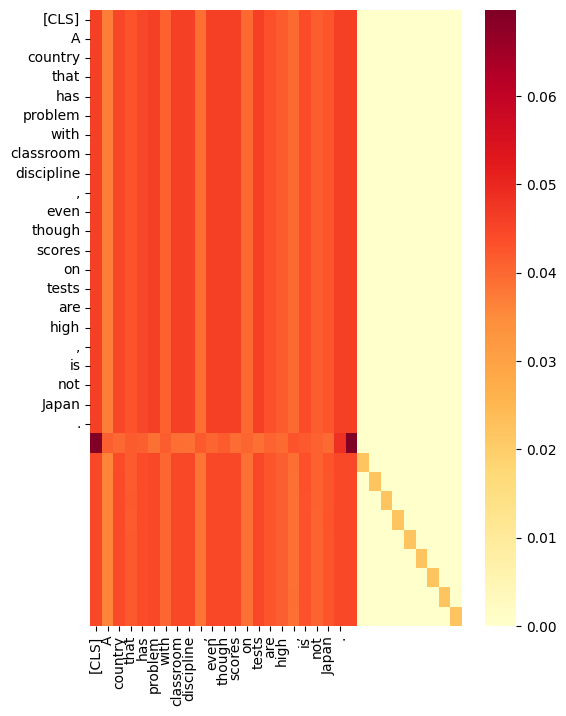 [CLS]
A
country
that
has
problem
with
classroom
discipline
,
even
though
scores
on
tests
are
high
,
is
not
Japan
.
[CLS]
A
country
that
has
problem
with
classroom
discipline
,
even
though
scores
on
tests
are
high
,
is
not
Japan
.
0.06
0.05
0.04
0.03
0.02
0.01
0.00